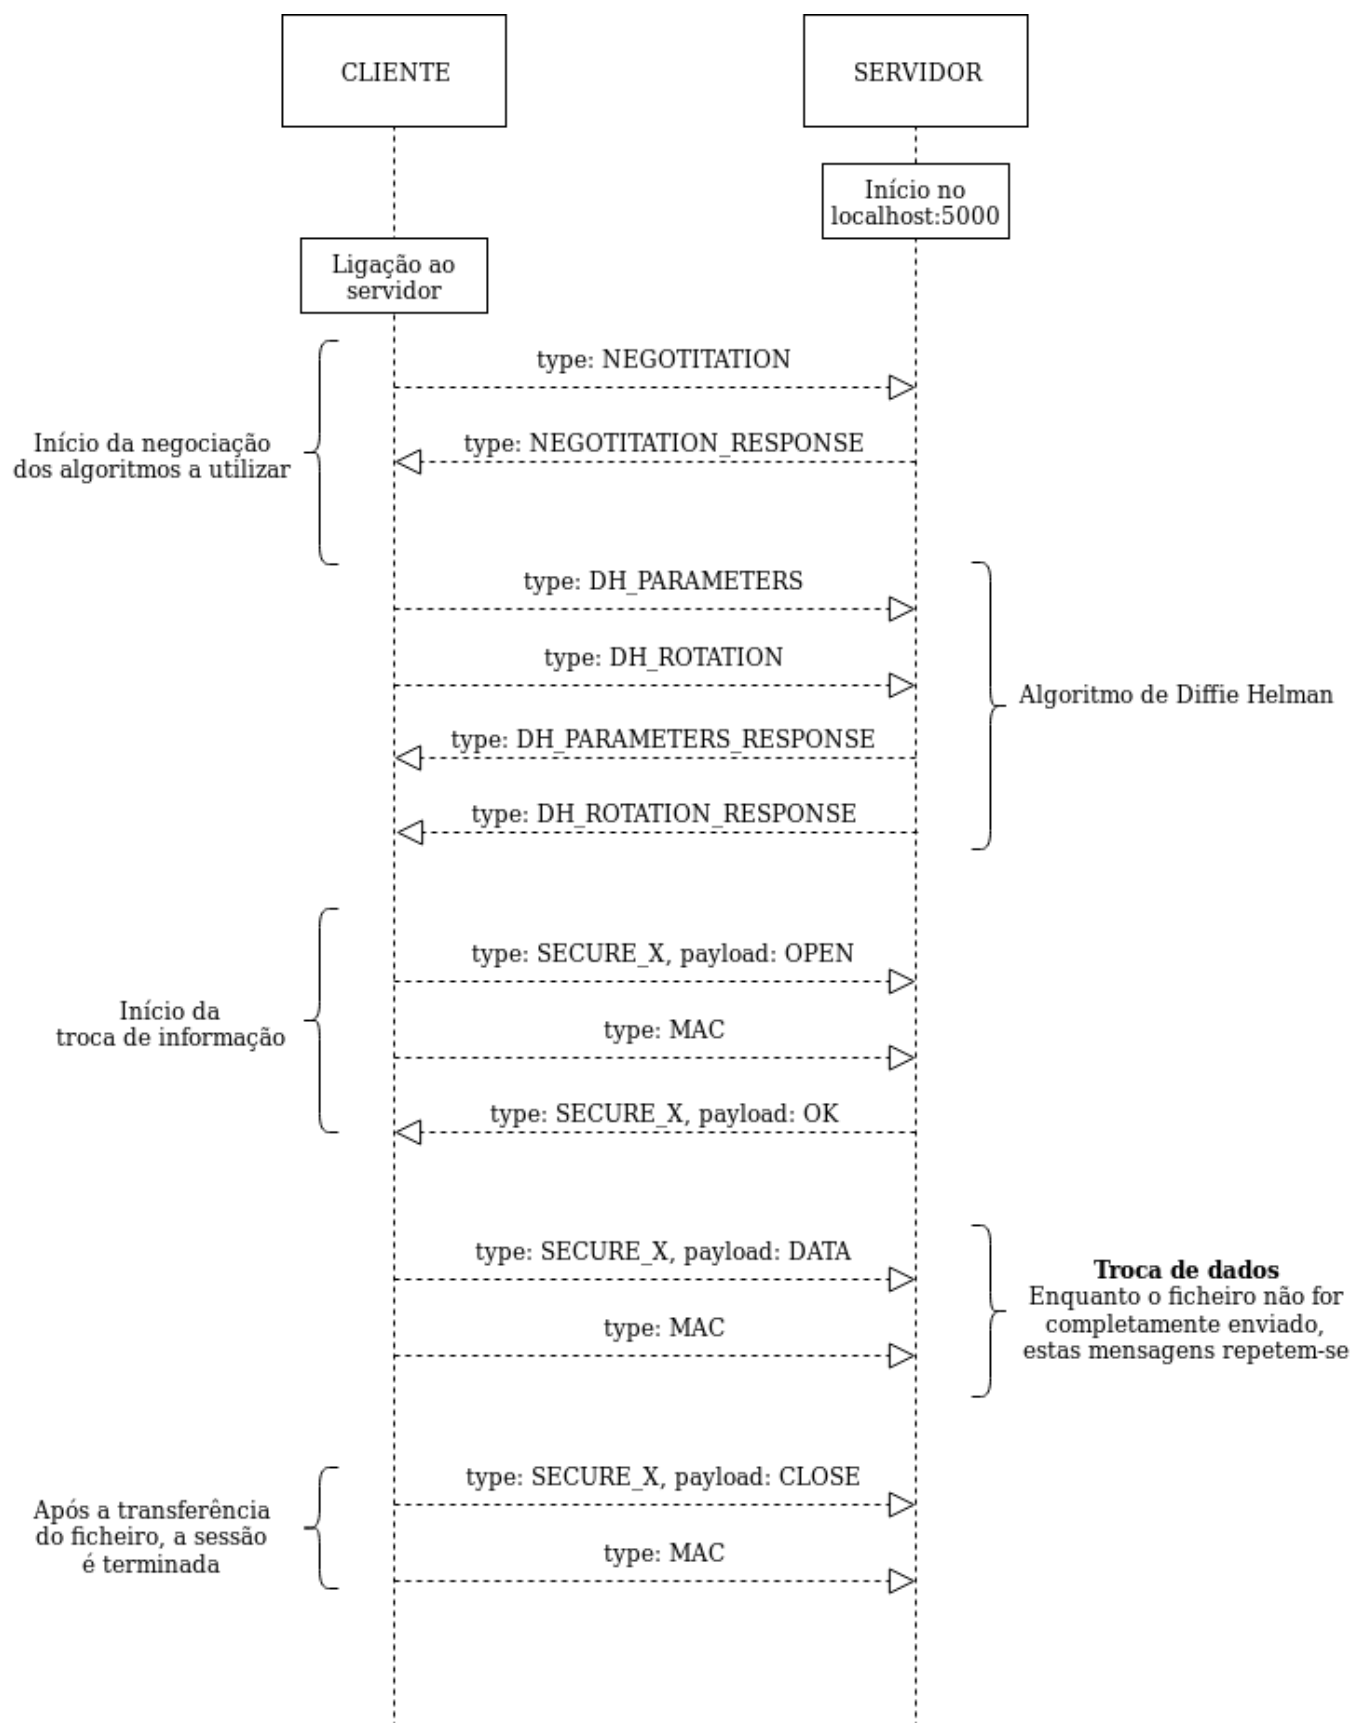 CLIENTE
SERVIDOR
Início no
localhost:5000
Ligação ao
servidor
type: NEGOTITATION
Início da negociação
dos algoritmos a utilizar
type: NEGOTITATION_RESPONSE
type: DH_PARAMETERS
type: DH_ROTATION
Algoritmo de Diffie Helman
type: DH_PARAMETERS_RESPONSE
type: DH_ROTATION_RESPONSE
type: SECURE_X, payload: OPEN
Início da
troca de informação
type: MAC
type: SECURE_X, payload: OK
type: SECURE_X, payload: DATA
Troca de dados
Enquanto o ficheiro não for
completamente enviado,
estas mensagens repetem-se
type: MAC
type: SECURE_X, payload: CLOSE
Após a transferência
do ficheiro, a sessão
é terminada
type: MAC